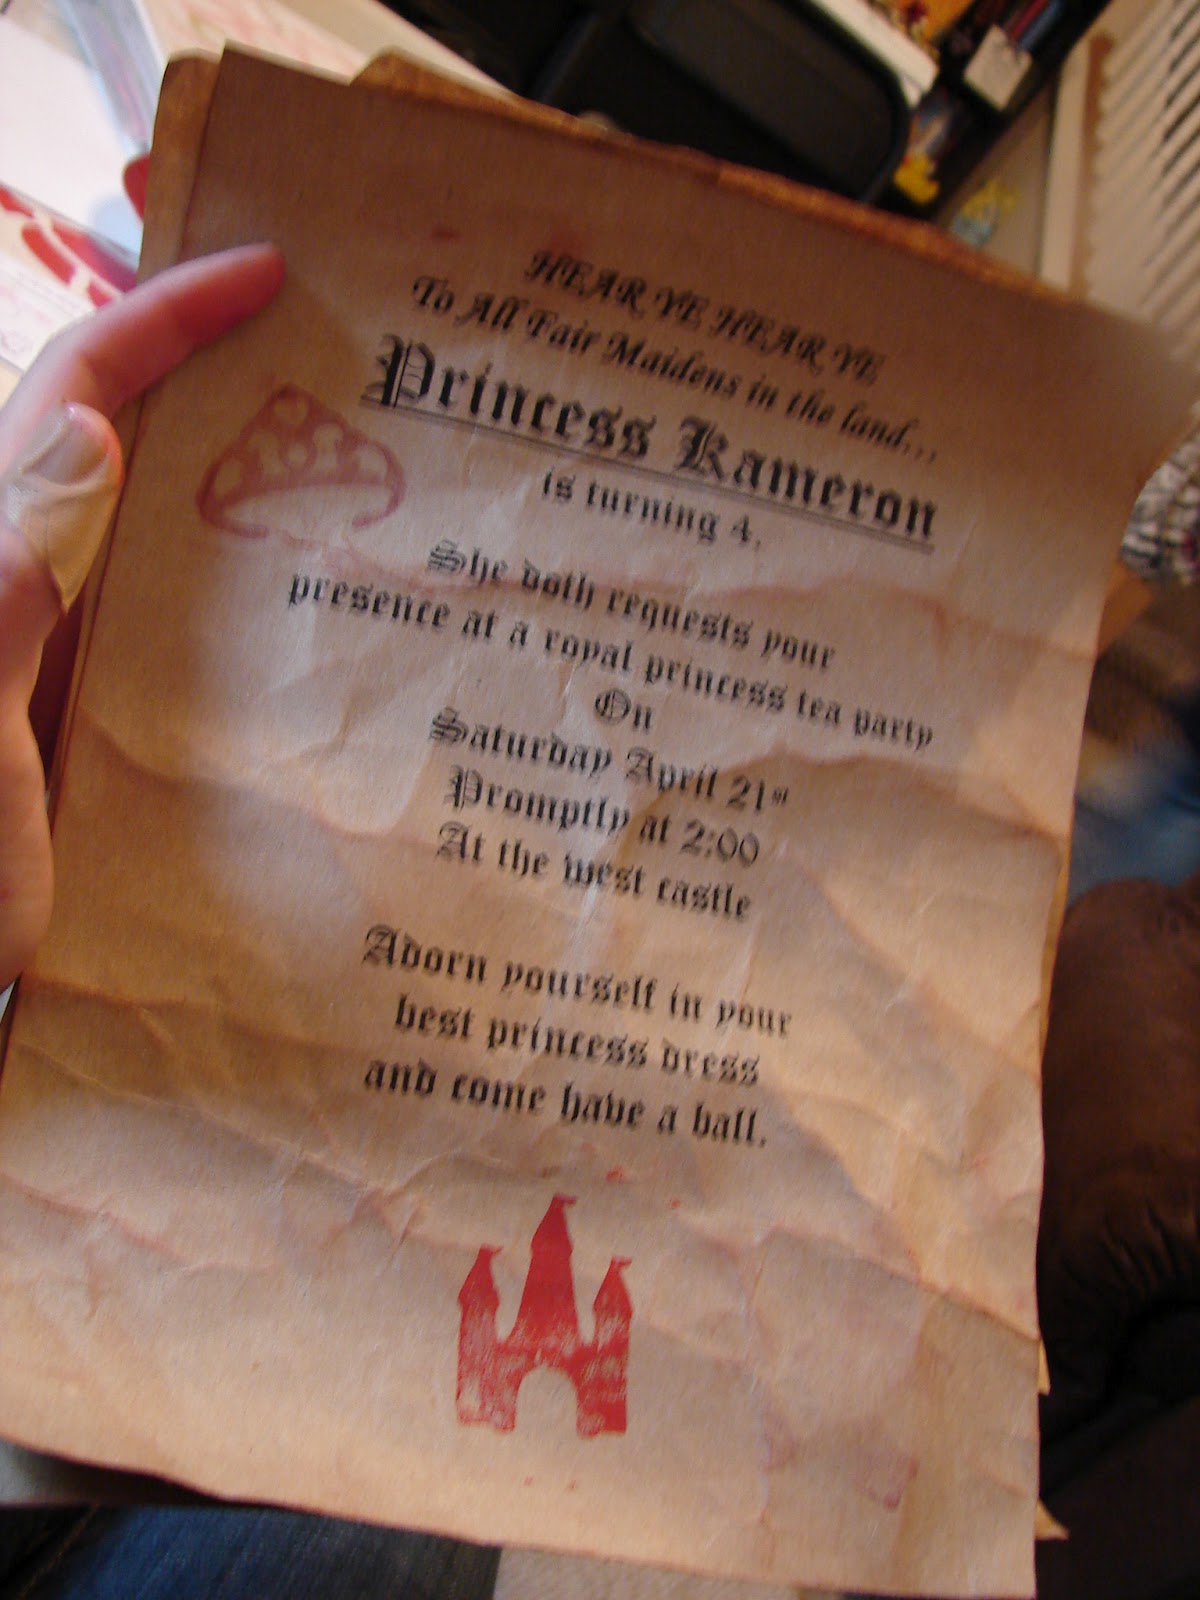 HEAR YE HEAR YE
To All Fair Maidens in the land...
Princess Kameron
is turning 4.
She doth requests your
presence at a royal princess tea party
On
Saturday April 21st
Promptly at 2:00
At the west castle
Adorn yourself in your
best princess dress
and come have a ball.